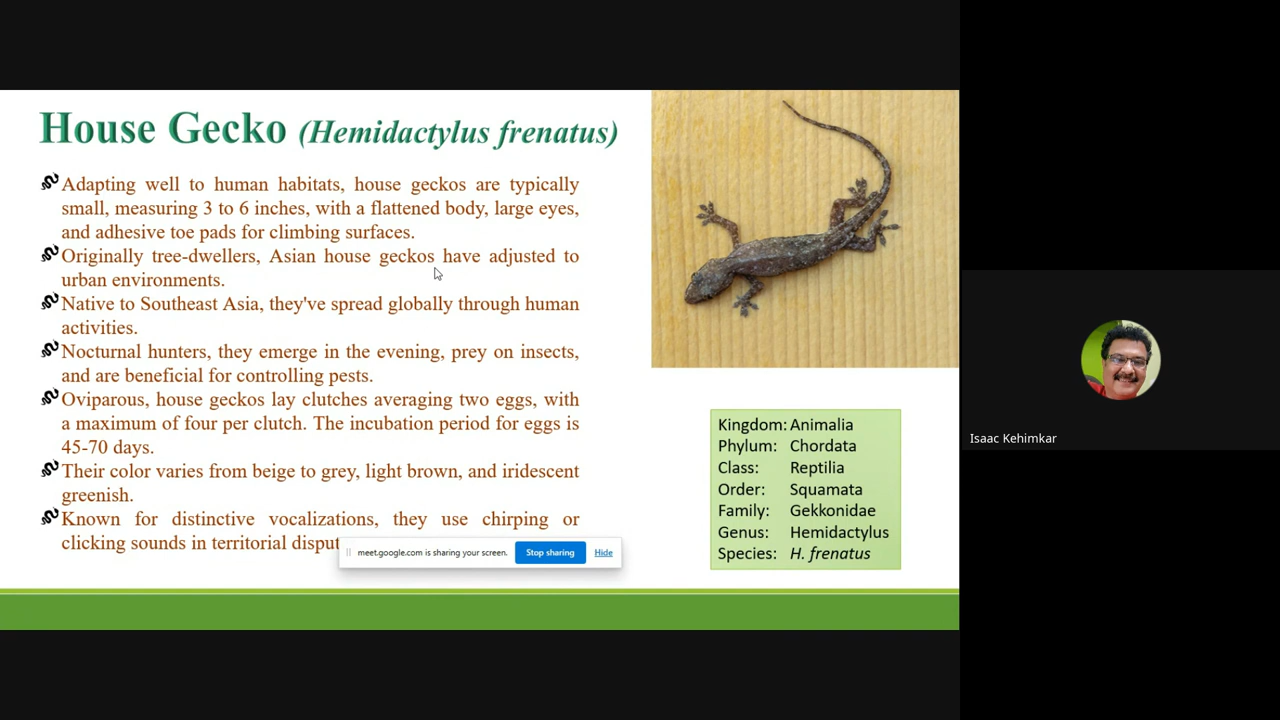 House Gecko (Hemidactylus frenatus)
Adapting well to human habitats, house geckos are typically
small, measuring 3 to 6 inches, with a flattened body, large eyes,
and adhesive toe pads for climbing surfaces.
Originally tree-dwellers, Asian house geckos have adjusted to
urban environments.
Native to Southeast Asia, they've spread globally through human
activities.
Nocturnal hunters, they emerge in the evening, prey on insects,
and are beneficial for controlling pests.
Oviparous, house geckos lay clutches averaging two eggs, with
a maximum of four per clutch. The incubation period for eggs is
45-70 days.
Their color varies from beige to grey, light brown, and iridescent
greenish.
Known for distinctive vocalizations, they use chirping or
clicking sounds in territorial disput
meet.google.com is sharing your screen. Stop sharing Hide
Kingdom: Animalia
Phylum: Chordata
Class: Reptilia
Order: Squamata
Family: Gekkonidae
Genus: Hemidactylus
Species: H. frenatus
Isaac Kehimkar